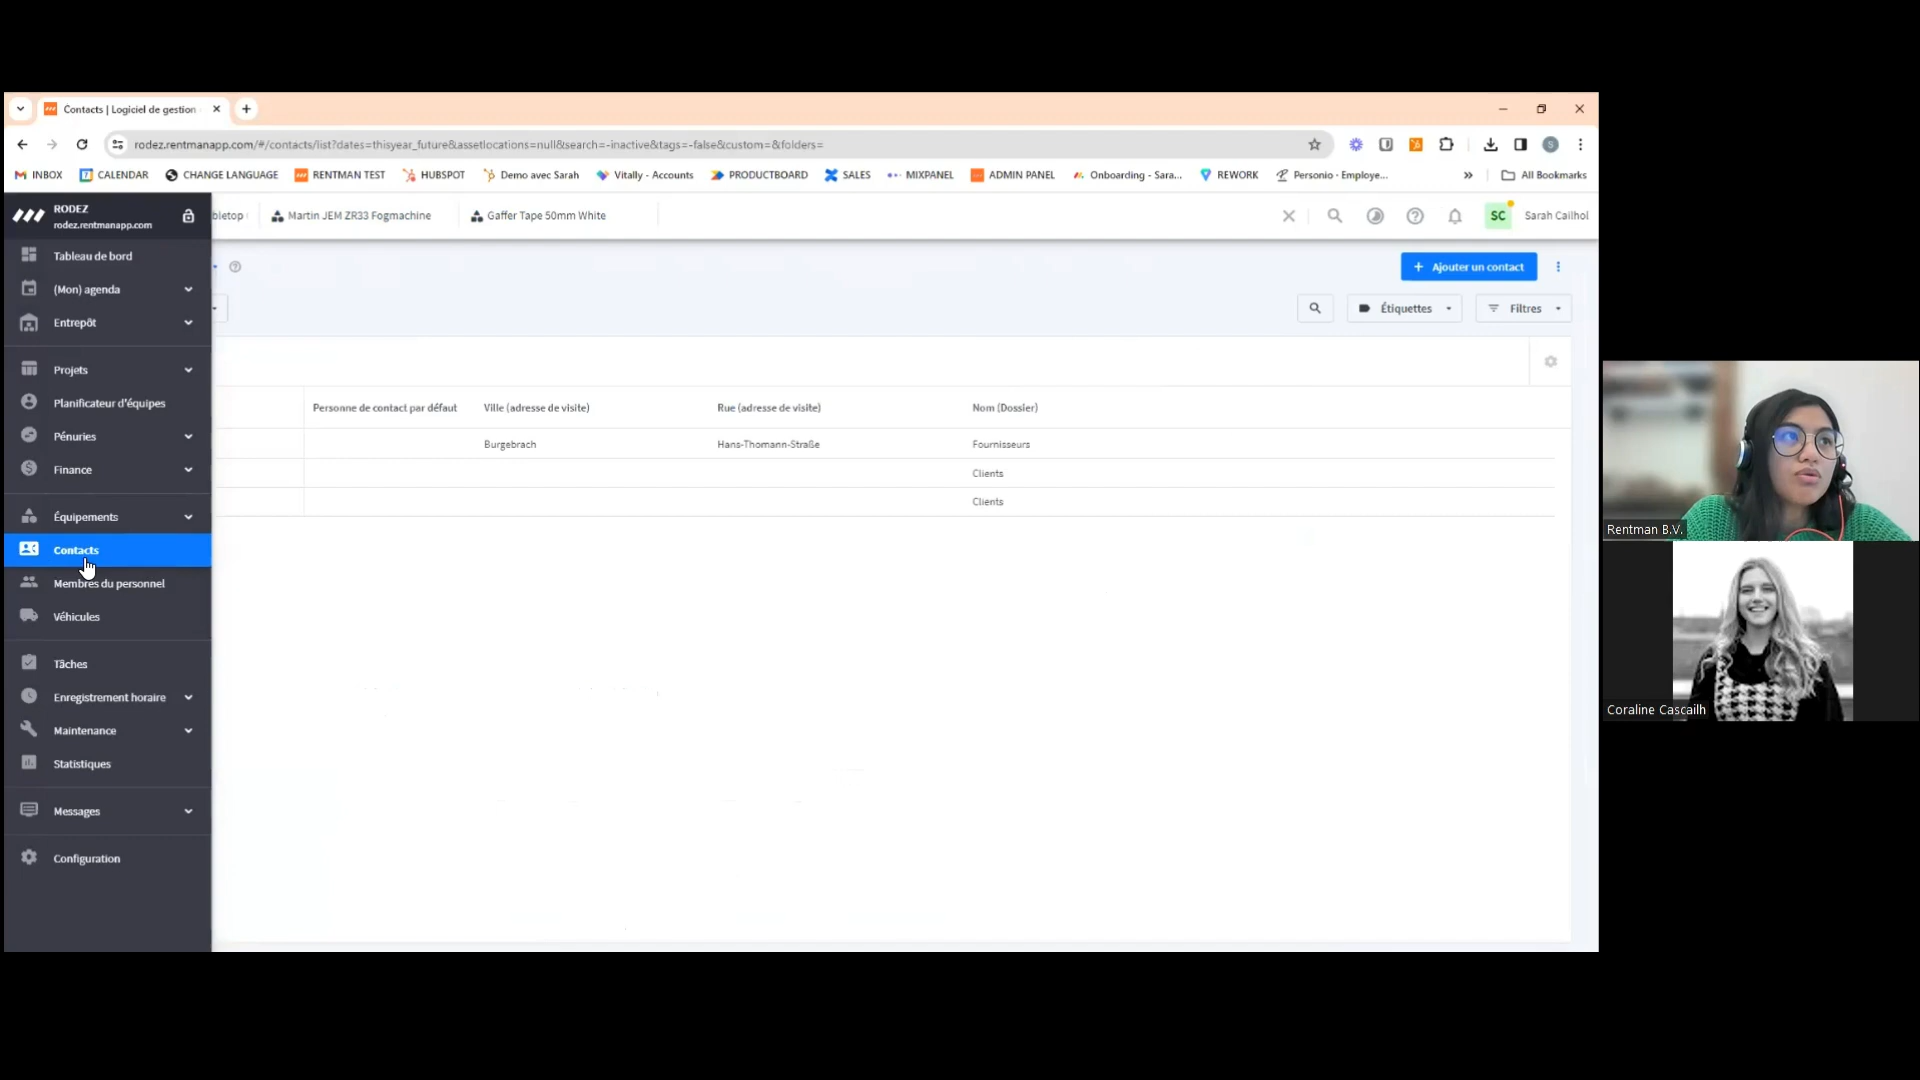 Contacts | Logiciel de gestion
rodez.rentmanapp.com/#/contacts/list?dates=thisyear_future&assetlocations=null&search=-inactive&tags=-false&custom=&folders=
INBOX
CALENDAR
CHANGE LANGUAGE
RENTMAN TEST
HUBSPOT
Demo avec Sarah
Vitally - Accounts
PRODUCTBOARD
SALES
MIXPANEL
ADMIN PANEL
Onboarding - Sara...
REWORK
Personio - Employe...
All Bookmarks
RODEZ
rodez.rentmanapp.com
bletop
Martin JEM ZR33 Fogmachine
Gaffer Tape 50mm White
SC
Sarah Cailhol
Tableau de bord
(Mon) agenda
Entrepôt
Projets
Planificateur d'équipes
Pénuries
Finance
Équipements
Contacts
Membres du personnel
Véhicules
Tâches
Enregistrement horaire
Maintenance
Statistiques
Messages
Configuration
+ Ajouter un contact
Étiquettes
Filtres
Personne de contact par défaut
Ville (adresse de visite)
Rue (adresse de visite)
Nom (Dossier)
Burgebrach
Hans-Thomann-Straße
Fournisseurs
Clients
Clients
Rentman B.V.
Coraline Cascailh